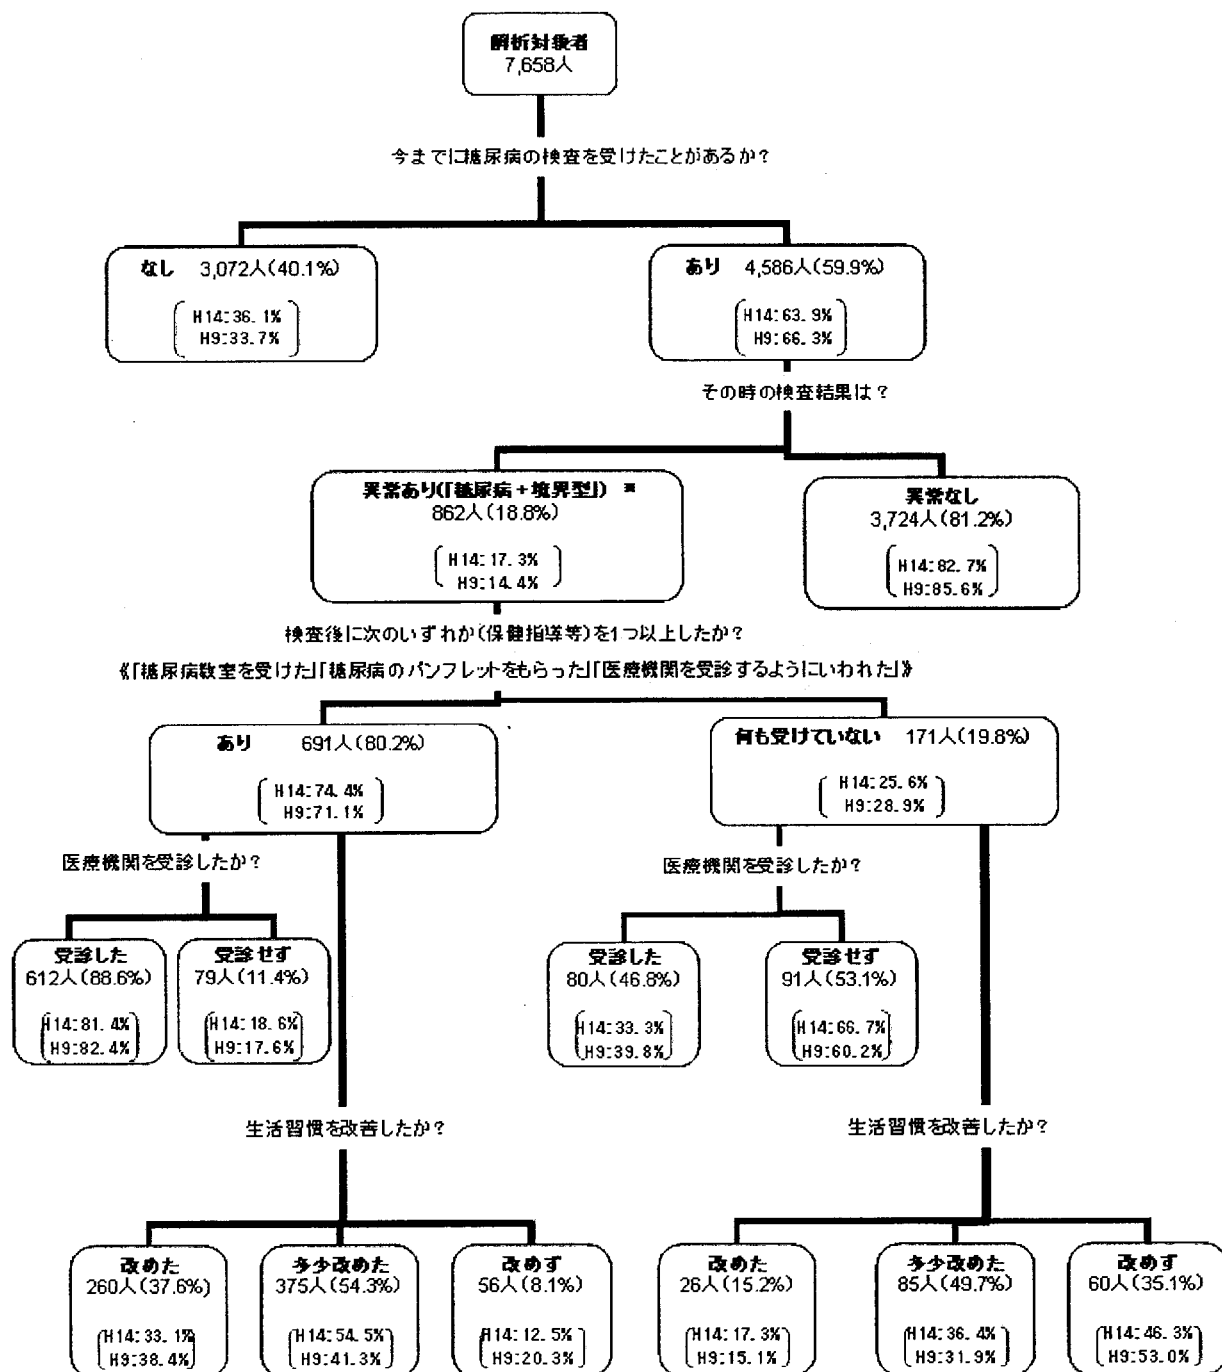 解析対象者
7,658人
今までに糖尿病の検査を受けたことがあるか？
なし 3,072人(40.1%)
H14:36.1%
H9:33.7%
あり 4,586人(59.9%)
H14:63.9%
H9:66.3%
その時の検査結果は？
異常あり(「糖尿病＋境界型」) ※
862人(18.8%)
H14:17.3%
H9:14.4%
異常なし
3,724人(81.2%)
H14:82.7%
H9:85.6%
検査後に次のいずれか(保健指導等)を1つ以上したか？
《「糖尿病教室を受けた」「糖尿病のパンフレットをもらった」「医療機関を受診するようにいわれた」》
あり 691人(80.2%)
H14:74.4%
H9:71.1%
何も受けていない 171人(19.8%)
H14:25.6%
H9:28.9%
医療機関を受診したか？
受診した
612人(88.6%)
H14:81.4%
H9:82.4%
受診せず
79人(11.4%)
H14:18.6%
H9:17.6%
医療機関を受診したか？
受診した
80人(46.8%)
H14:33.3%
H9:39.8%
受診せず
91人(53.1%)
H14:66.7%
H9:60.2%
生活習慣を改善したか？
改めた
260人(37.6%)
H14:33.1%
H9:38.4%
多少改めた
375人(54.3%)
H14:54.5%
H9:41.3%
改めず
56人(8.1%)
H14:12.5%
H9:20.3%
生活習慣を改善したか？
改めた
26人(15.2%)
H14:17.3%
H9:15.1%
多少改めた
85人(49.7%)
H14:36.4%
H9:31.9%
改めず
60人(35.1%)
H14:46.3%
H9:53.0%